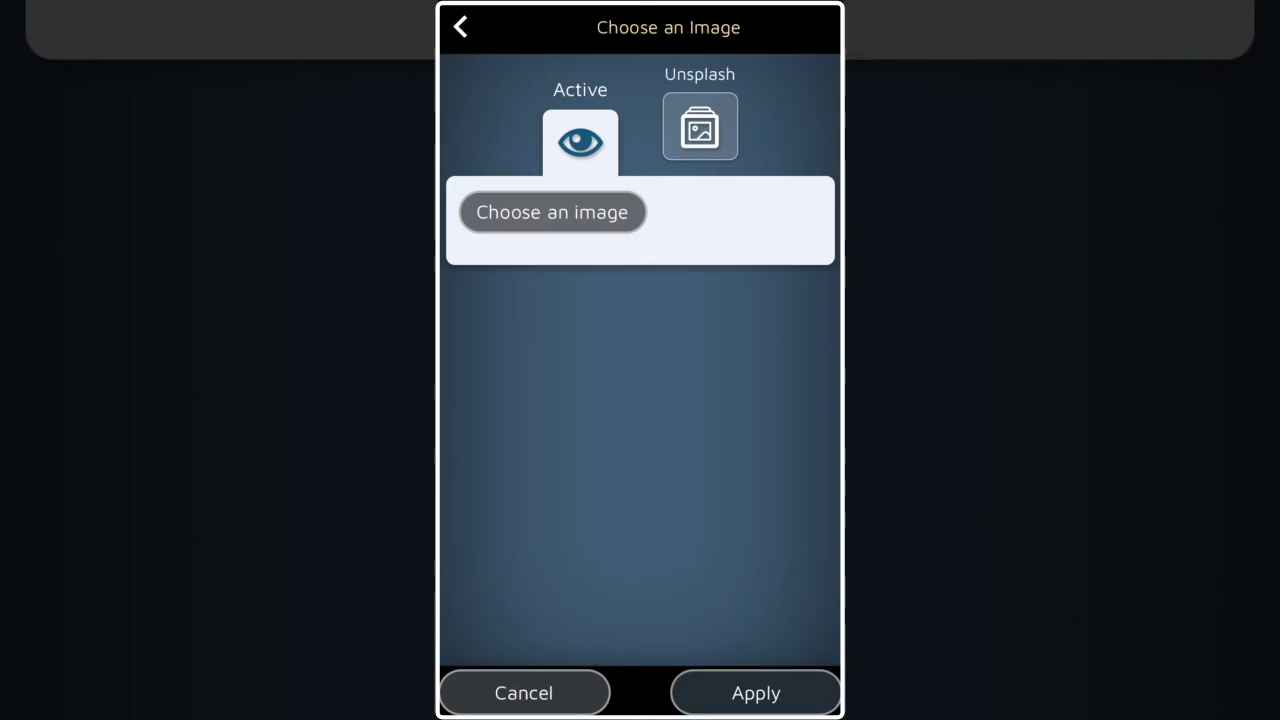 Choose an Image
Unsplash
Active
Choose an image
Cancel
Apply